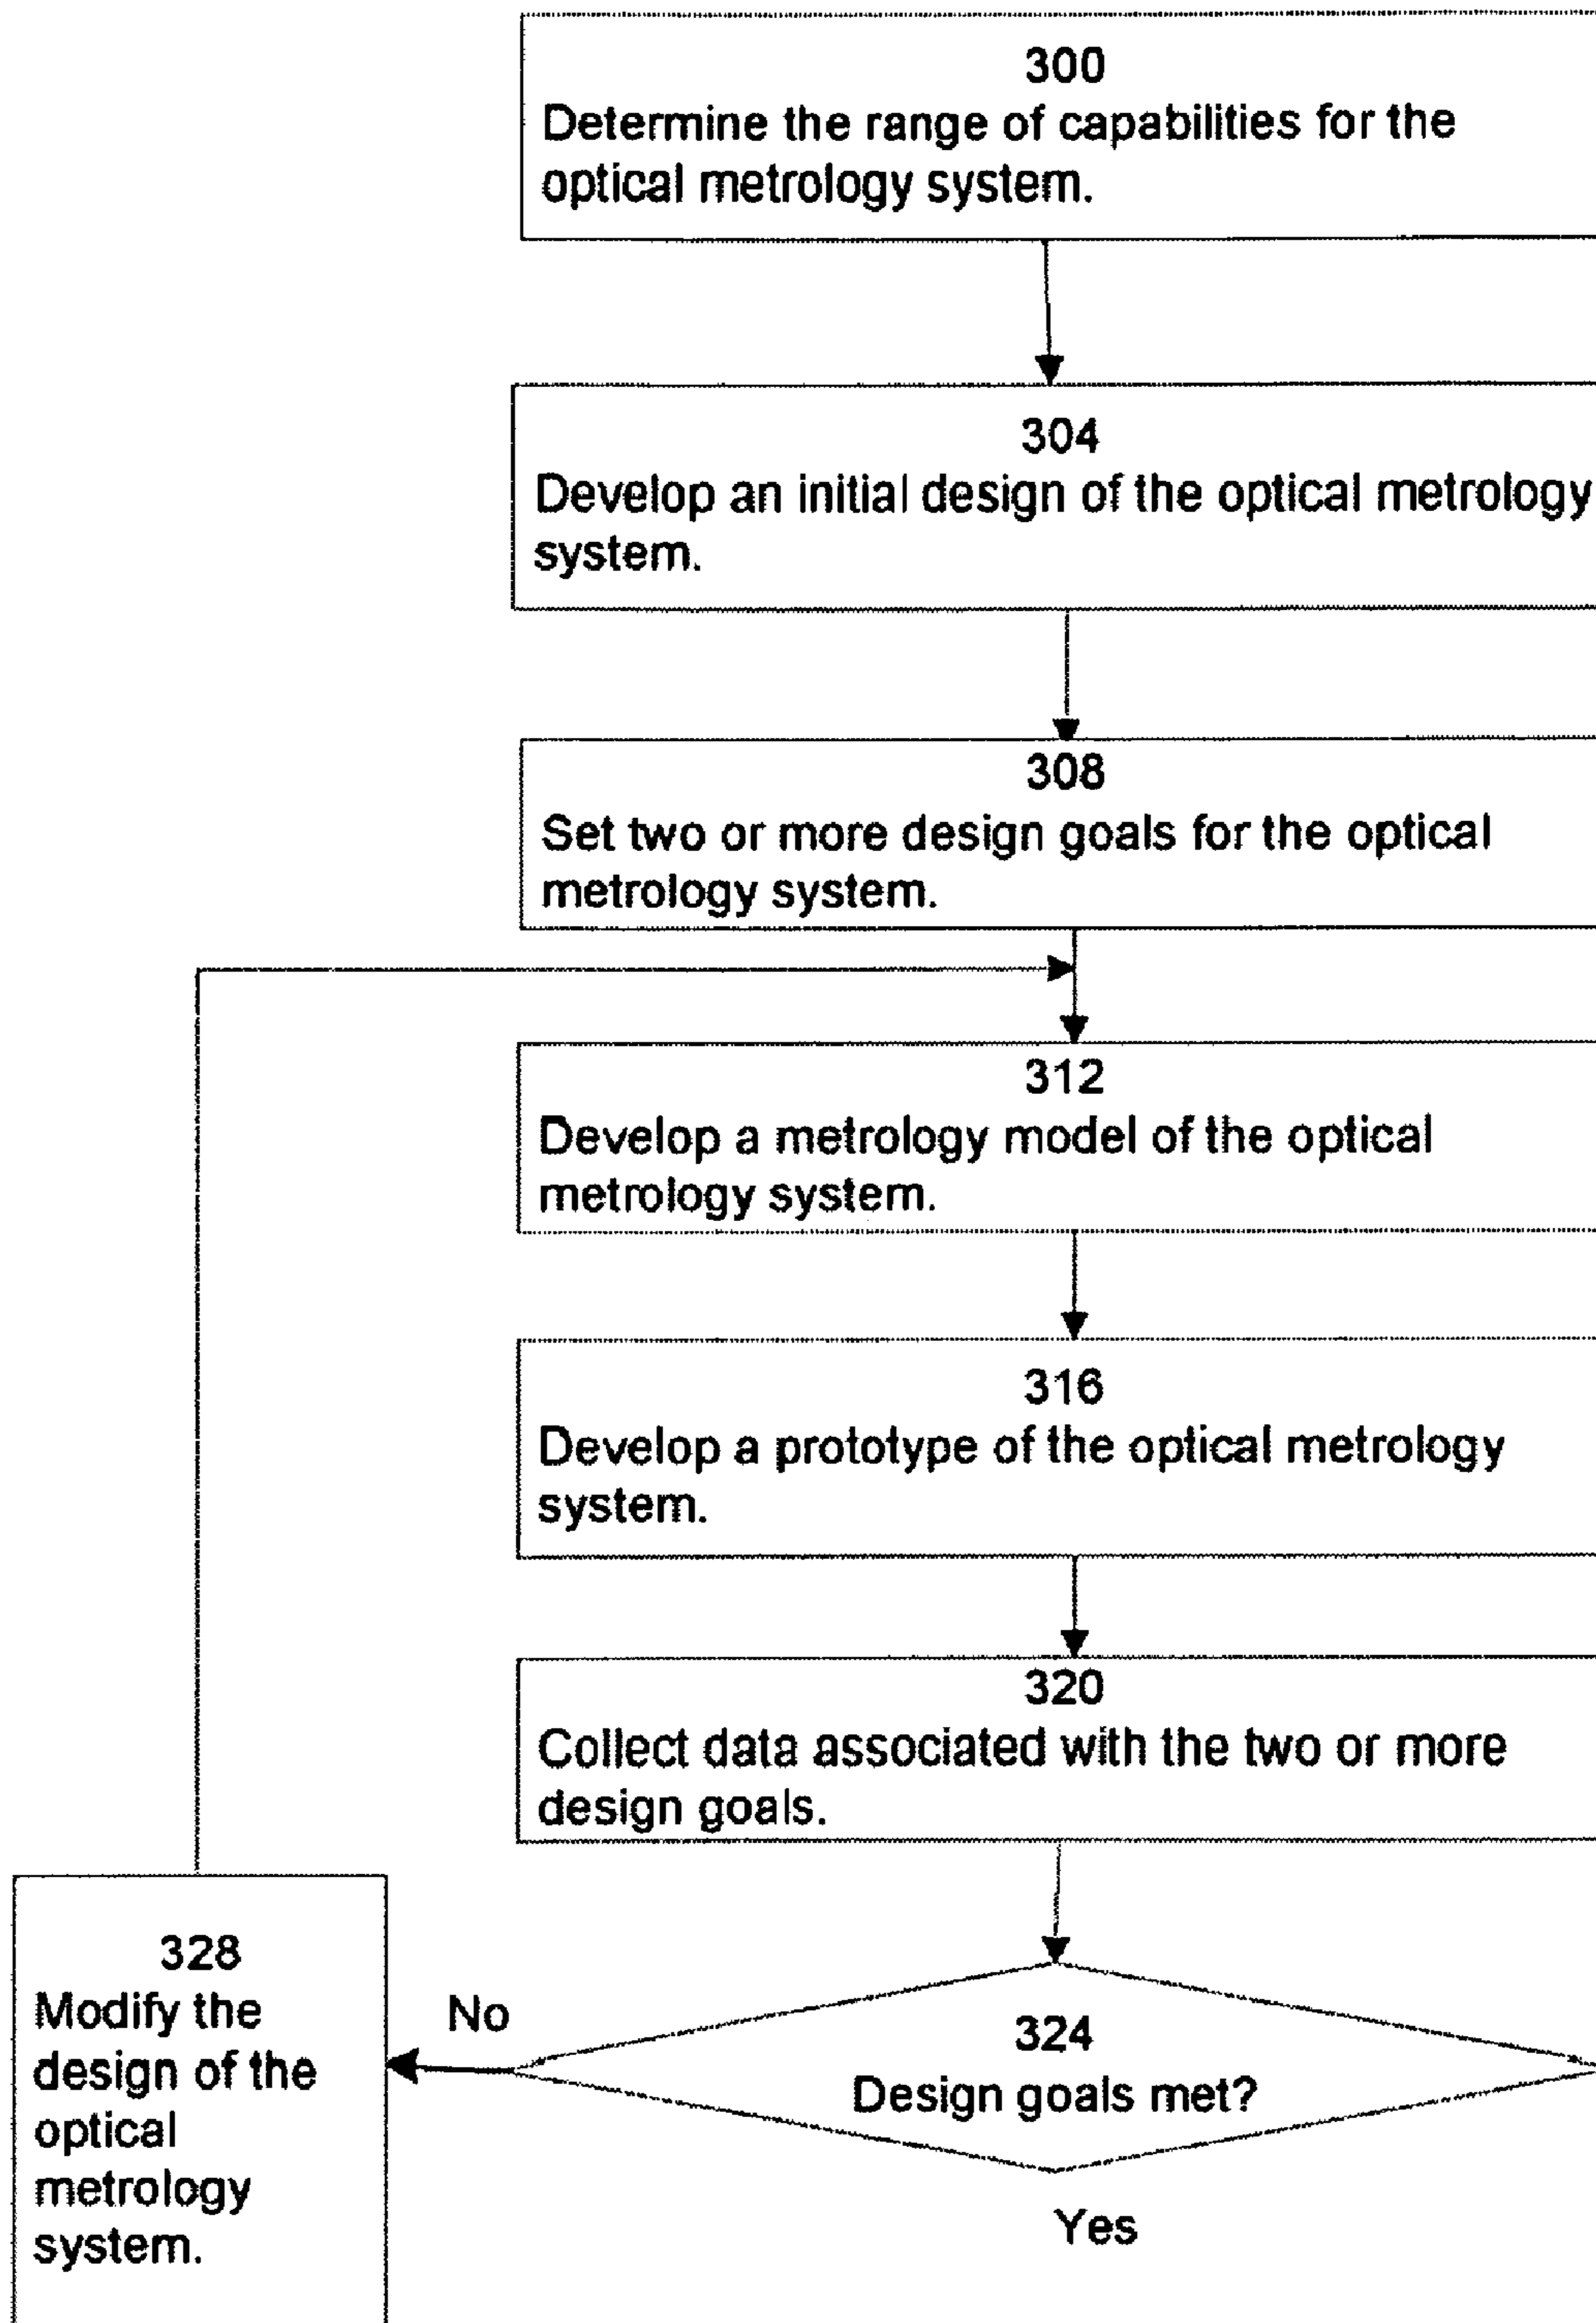 300
Determine the range of capabilities for the
optical metrology system.
304
Develop an initial design of the optical metrology
system.
308
Set two or more design goals for the optical
metrology system.
312
Develop a metrology model of the optical
metrology system.
316
Develop a prototype of the optical metrology
system.
320
Collect data associated with the two or more
design goals.
324
Design goals met?
No
Yes
328
Modify the
design of the
optical
metrology
system.